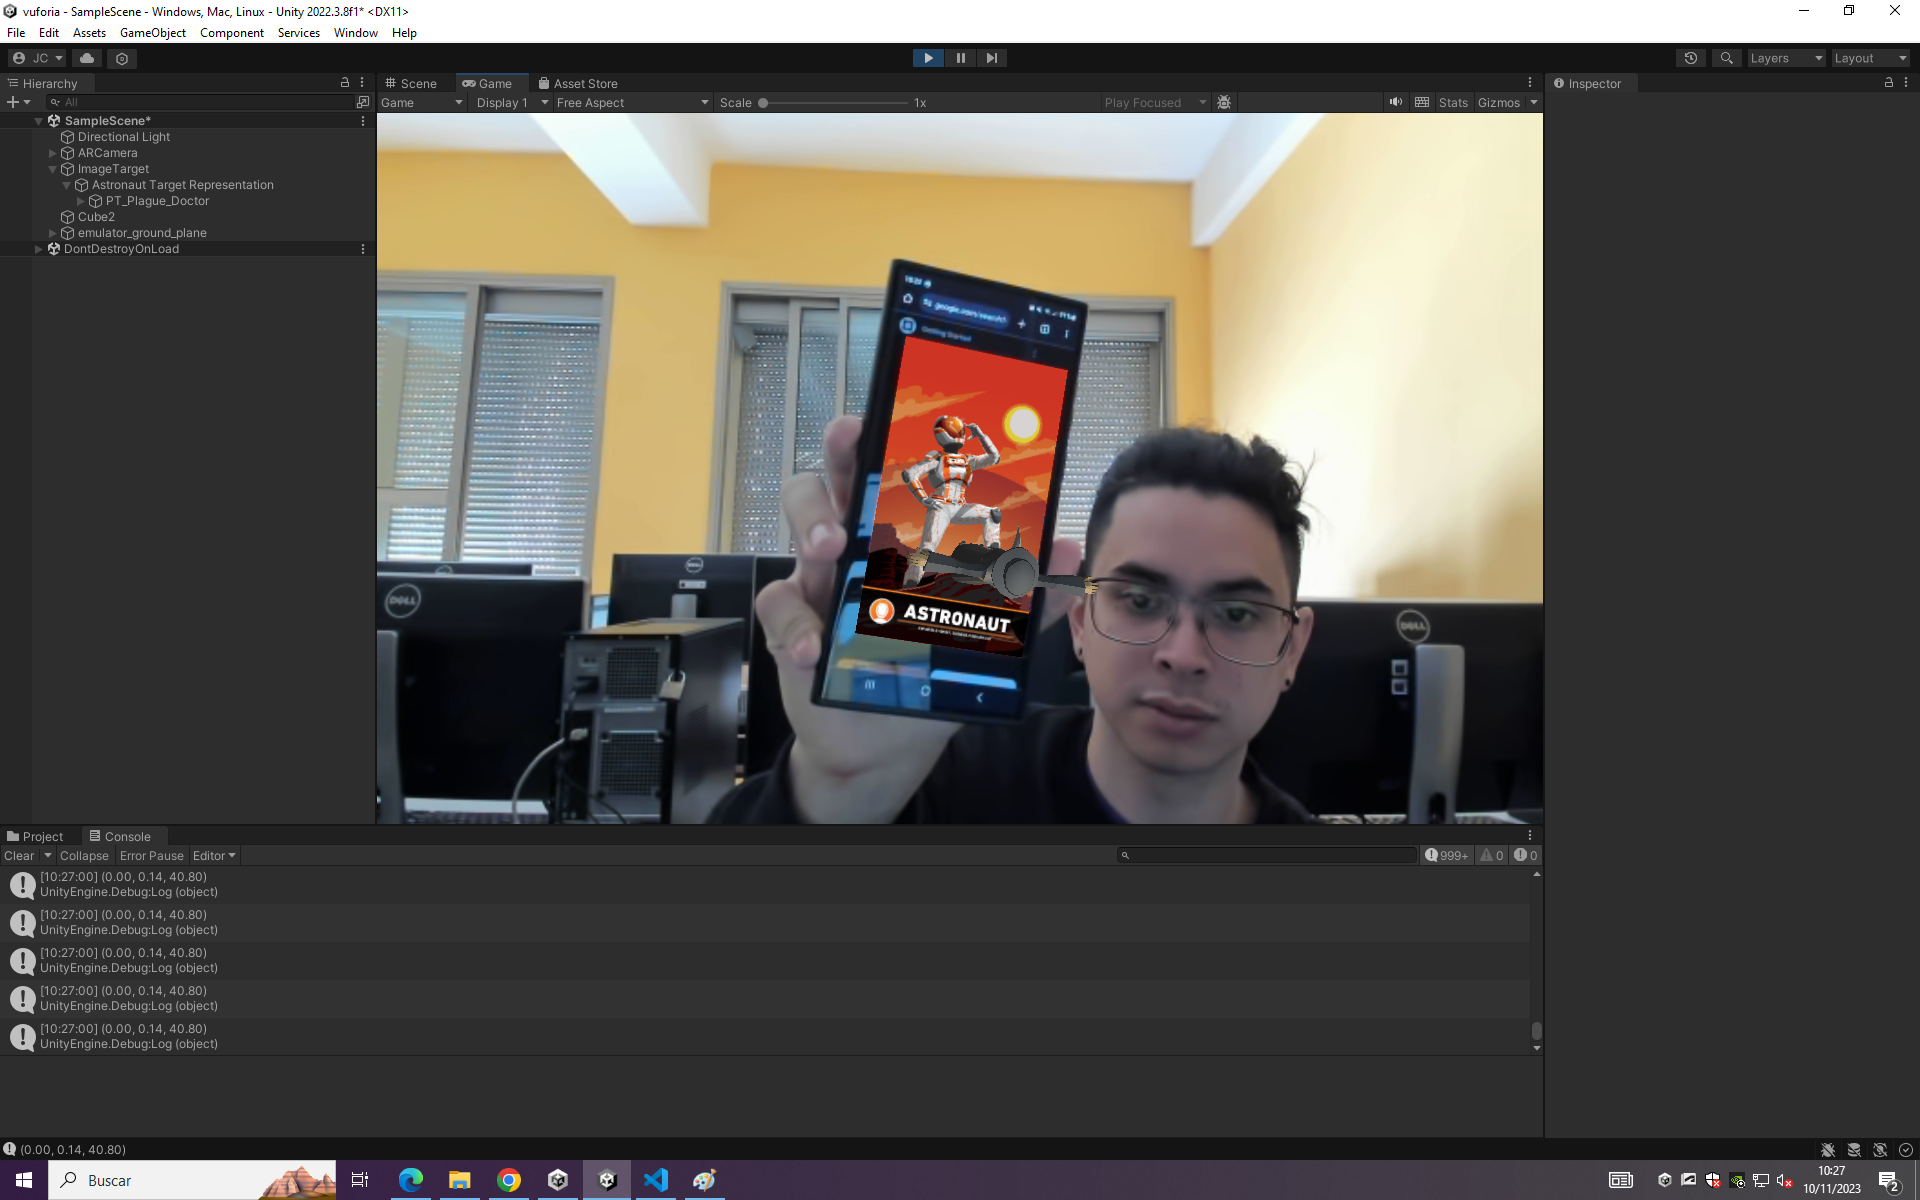 vuforia - SampleScene - Windows, Mac, Linux - Unity 2022.3.8f1* <DX11>
File Edit Assets GameObject Component Services Window Help
JC Layers Layout
Hierarchy Scene Game Asset Store Inspector
All Game Display 1 Free Aspect Scale 1x Play Focused Stats Gizmos
SampleScene*
Directional Light
ARCamera
ImageTarget
Astronaut Target Representation
PT_Plague_Doctor
Cube2
emulator_ground_plane
DontDestroyOnLoad
Getting Started
ASTRONAUT
DELL
DELL
DELL
Project Console
Clear Collapse Error Pause Editor 999+ 0 0
[10:27:00] (0.00, 0.14, 40.80)
UnityEngine.Debug:Log (object)
[10:27:00] (0.00, 0.14, 40.80)
UnityEngine.Debug:Log (object)
[10:27:00] (0.00, 0.14, 40.80)
UnityEngine.Debug:Log (object)
[10:27:00] (0.00, 0.14, 40.80)
UnityEngine.Debug:Log (object)
[10:27:00] (0.00, 0.14, 40.80)
UnityEngine.Debug:Log (object)
(0.00, 0.14, 40.80)
Buscar
10:27
10/11/2023
2